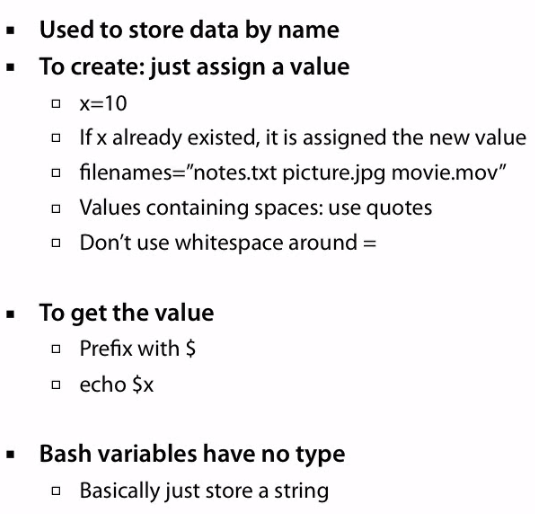 Used to store data by name
To create: just assign a value
x=10
If x already existed, it is assigned the new value
filenames=”notes.txt picture.jpg movie.mov”
Values containing spaces: use quotes
Don’t use whitespace around =
To get the value
Prefix with $
echo $x
Bash variables have no type
Basically just store a string